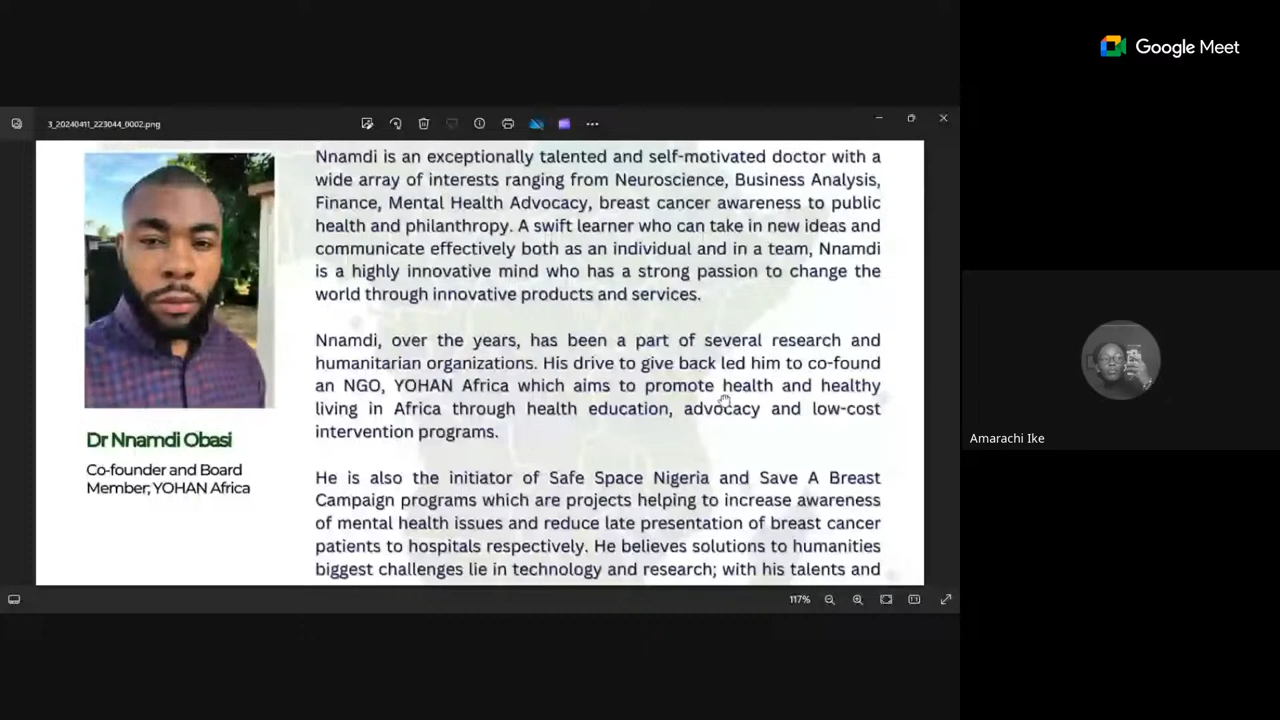 Google Meet
3_20240411_223044_0002.png
Nnamdi is an exceptionally talented and self-motivated doctor with a
wide array of interests ranging from Neuroscience, Business Analysis,
Finance, Mental Health Advocacy, breast cancer awareness to public
health and philanthropy. A swift learner who can take in new ideas and
communicate effectively both as an individual and in a team, Nnamdi
is a highly innovative mind who has a strong passion to change the
world through innovative products and services.
Nnamdi, over the years, has been a part of several research and
humanitarian organizations. His drive to give back led him to co-found
an NGO, YOHAN Africa which aims to promote health and healthy
living in Africa through health education, advocacy and low-cost
intervention programs.
He is also the initiator of Safe Space Nigeria and Save A Breast
Campaign programs which are projects helping to increase awareness
of mental health issues and reduce late presentation of breast cancer
patients to hospitals respectively. He believes solutions to humanities
biggest challenges lie in technology and research; with his talents and
Dr Nnamdi Obasi
Co-founder and Board
Member, YOHAN Africa
117%
Amarachi Ike